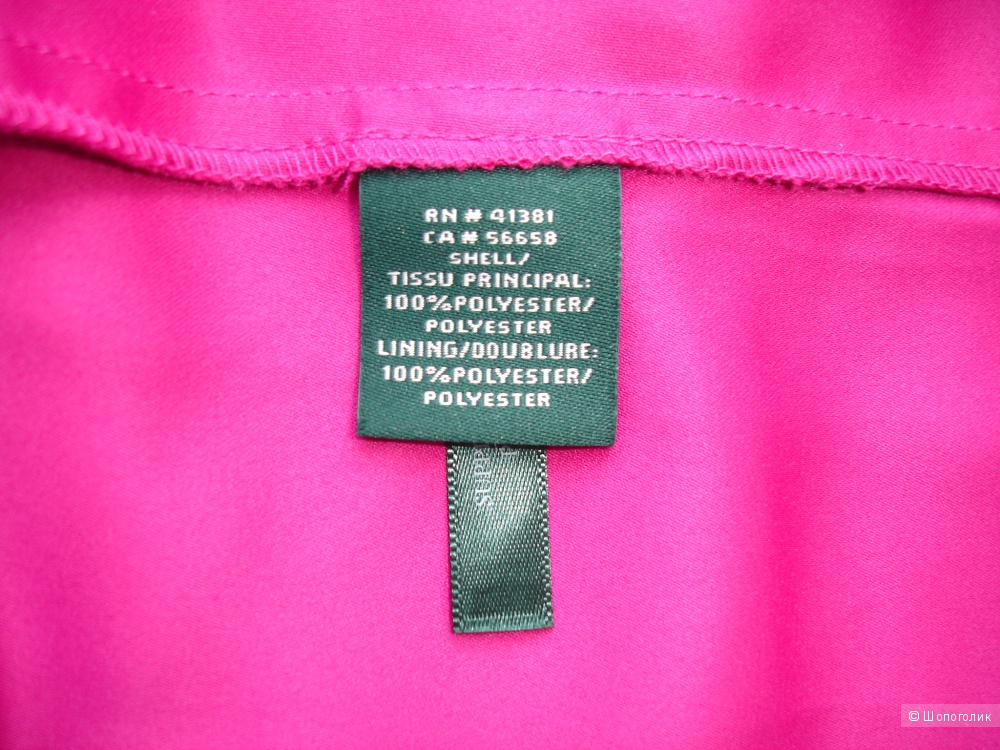 RN # 41381
CA # 56658
SHELL/
TISSU PRINCIPAL:
100%POLYESTER/
POLYESTER
LINING/DOUBLURE:
100%POLYESTER/
POLYESTER
© Шопоголик